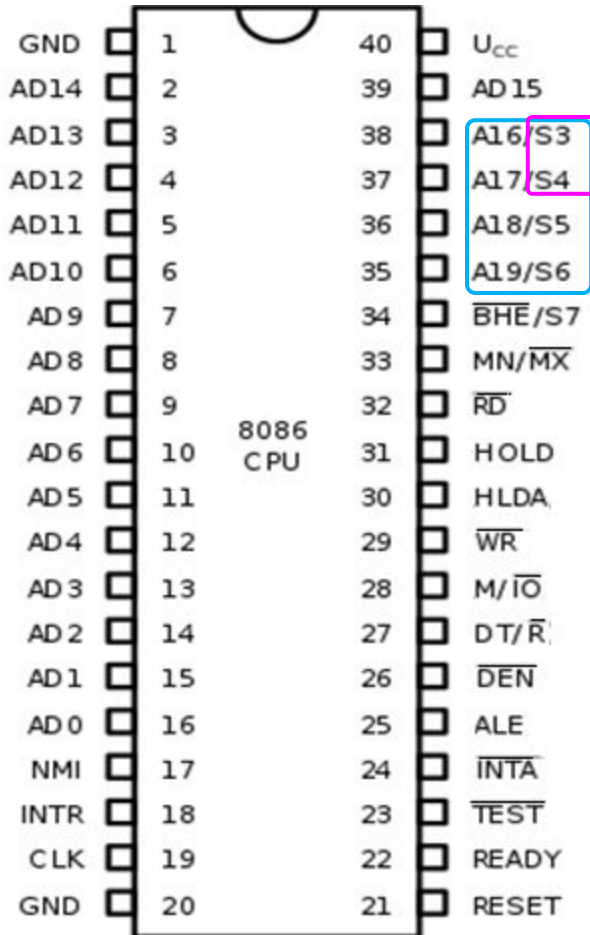 GND 1 40 Ucc
AD14 2 39 AD15
AD13 3 38 A16/S3
AD12 4 37 A17/S4
AD11 5 36 A18/S5
AD10 6 35 A19/S6
AD9 7 34 BHE/S7
AD8 8 33 MN/MX
AD7 9 32 RD
8086
CPU
AD6 10 31 HOLD
AD5 11 30 HLDA
AD4 12 29 WR
AD3 13 28 M/IO
AD2 14 27 DT/R
AD1 15 26 DEN
AD0 16 25 ALE
NMI 17 24 INTA
INTR 18 23 TEST
CLK 19 22 READY
GND 20 21 RESET